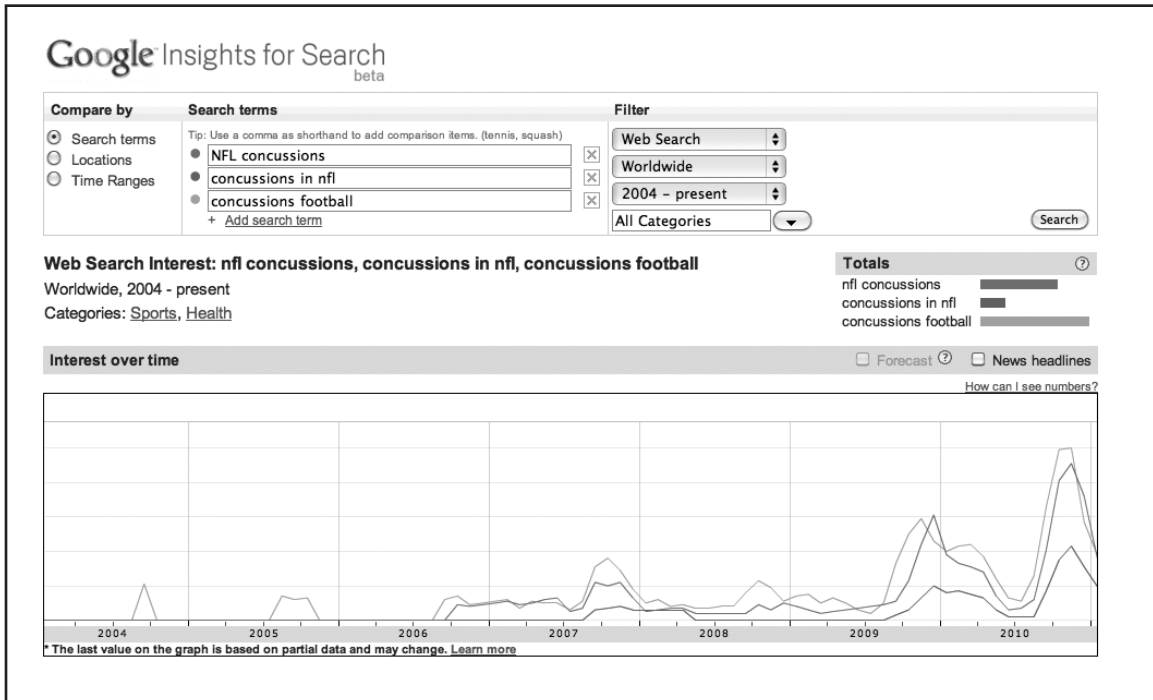 Google Insights for Search
beta
Compare by Search terms Filter
Search terms
Locations
Time Ranges
Tip: Use a comma as shorthand to add comparison items. (tennis, squash)
NFL concussions
concussions in nfl
concussions football
+ Add search term
Web Search
Worldwide
2004 - present
All Categories
Search
Web Search Interest: nfl concussions, concussions in nfl, concussions football
Worldwide, 2004 - present
Categories: Sports, Health
Totals ?
nfl concussions
concussions in nfl
concussions football
Interest over time Forecast ? News headlines
How can I see numbers?
2004 2005 2006 2007 2008 2009 2010
* The last value on the graph is based on partial data and may change. Learn more